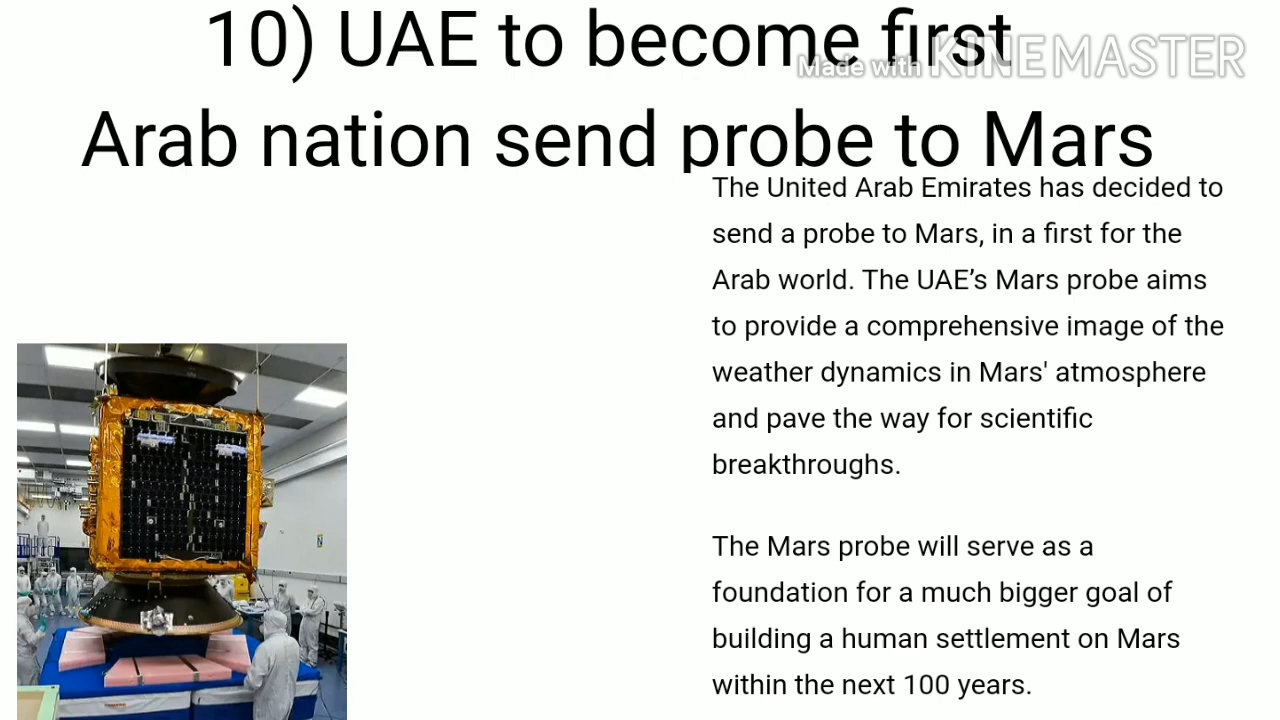 10) UAE to become first
Made with KINEMASTER
Arab nation send probe to Mars
The United Arab Emirates has decided to
send a probe to Mars, in a first for the
Arab world. The UAE’s Mars probe aims
to provide a comprehensive image of the
weather dynamics in Mars' atmosphere
and pave the way for scientific
breakthroughs.
The Mars probe will serve as a
foundation for a much bigger goal of
building a human settlement on Mars
within the next 100 years.